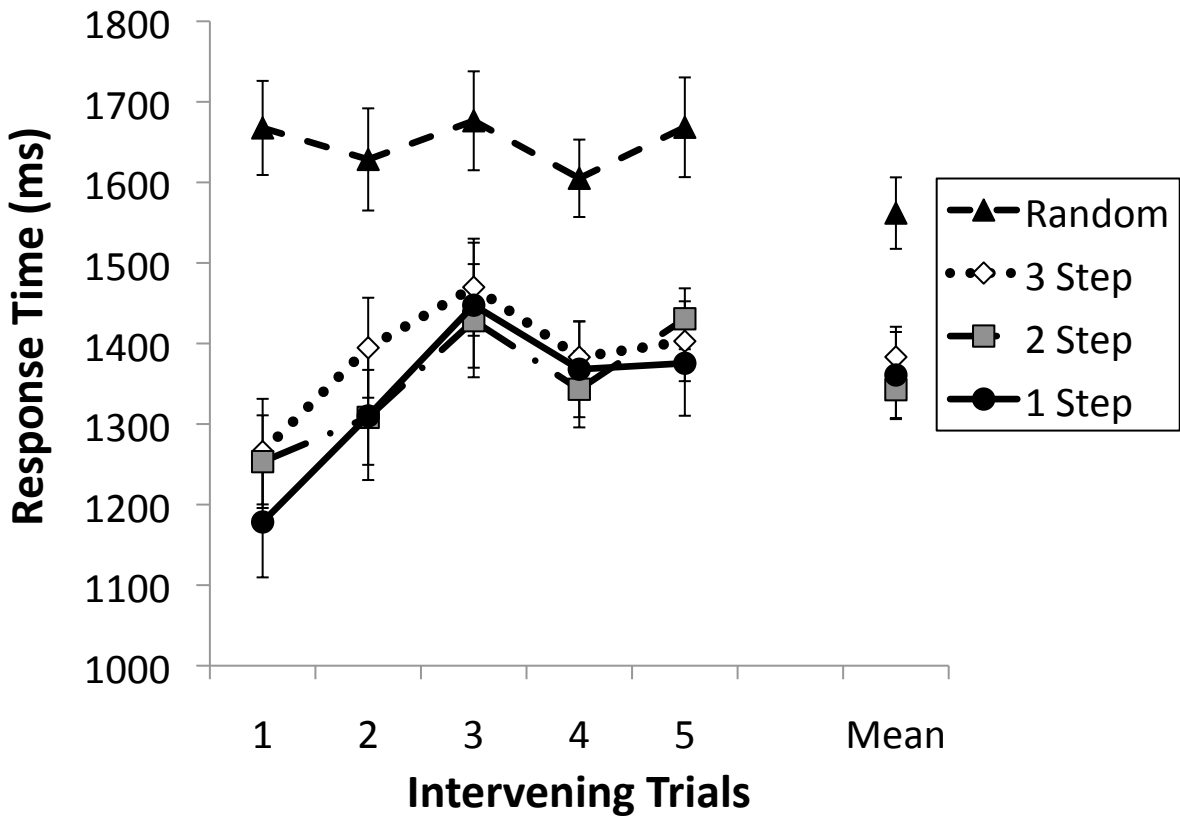 1800
1700
1600
1500
1400
1300
1200
1100
1000
Response Time (ms)
1
2
3
4
5
Mean
Intervening Trials
Random
3 Step
2 Step
1 Step